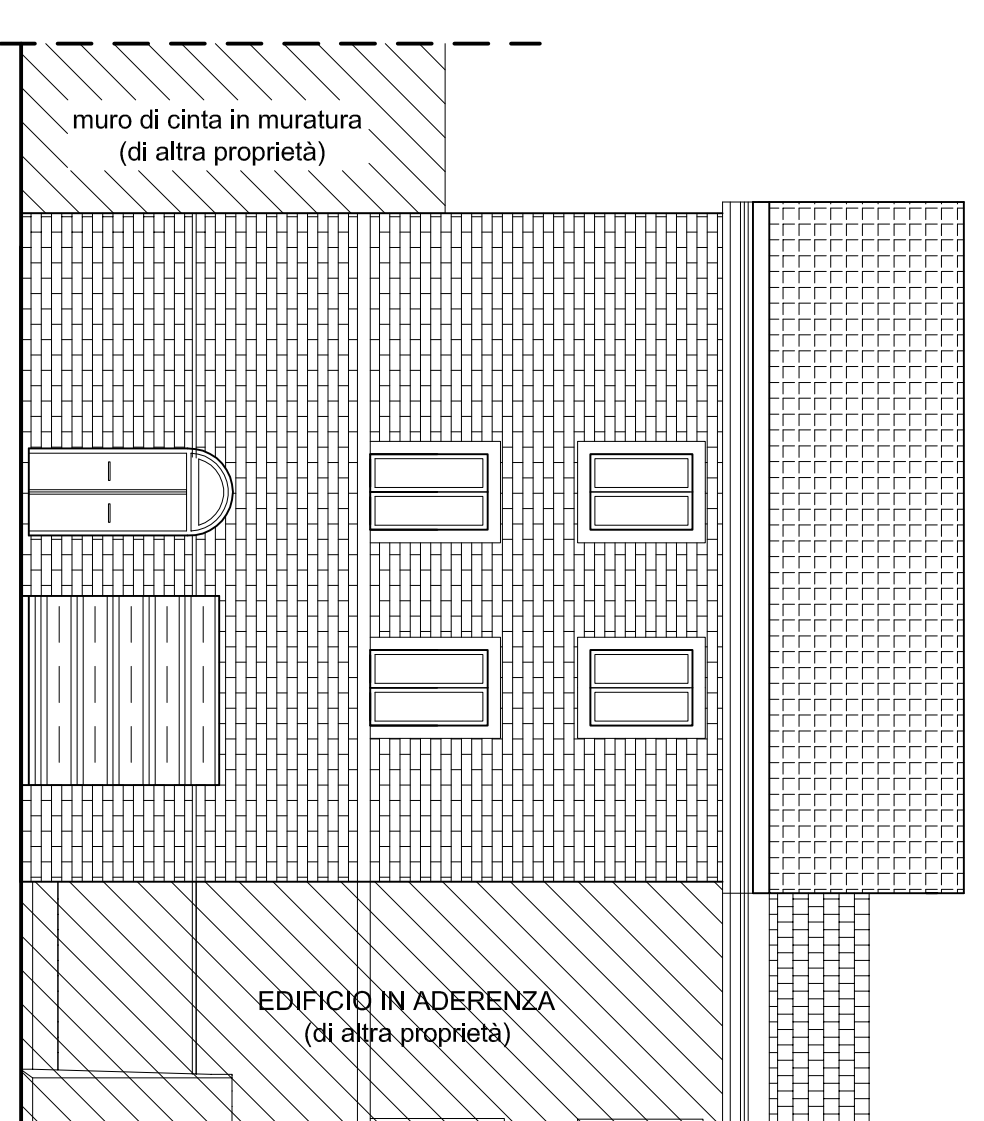 muro di cinta in muratura
(di altra proprietà)
EDIFICIO IN ADERENZA
(di altra proprietà)